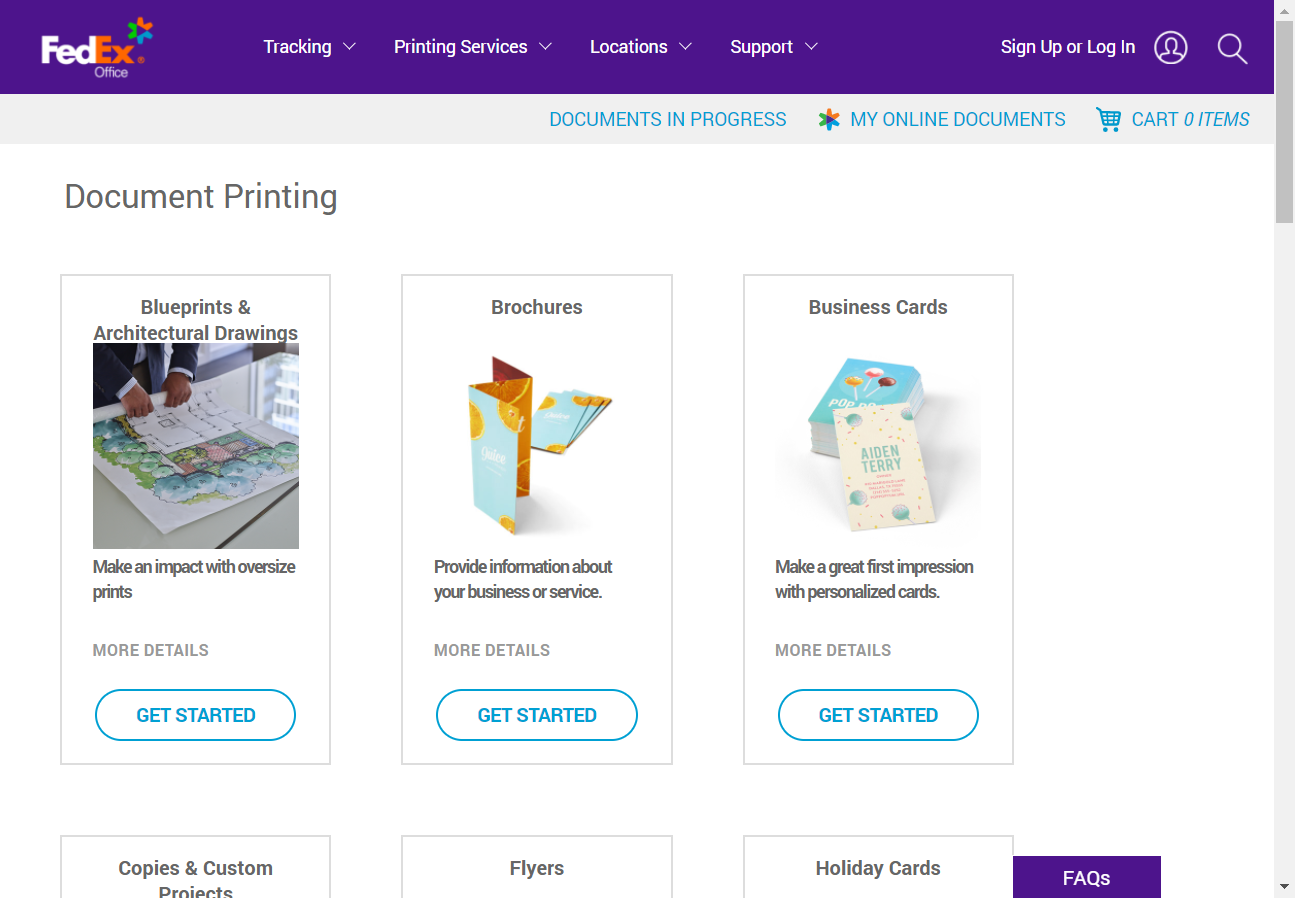 FedEx
Office
Tracking
Printing Services
Locations
Support
Sign Up or Log In
DOCUMENTS IN PROGRESS
MY ONLINE DOCUMENTS
CART 0 ITEMS
Document Printing
Blueprints &
Architectural Drawings
Make an impact with oversize
prints
MORE DETAILS
GET STARTED
Brochures
Juice
Provide information about
your business or service.
MORE DETAILS
GET STARTED
Business Cards
AIDEN
TERRY
Make a great first impression
with personalized cards.
MORE DETAILS
GET STARTED
Copies & Custom
Projects
Flyers
Holiday Cards
FAQs